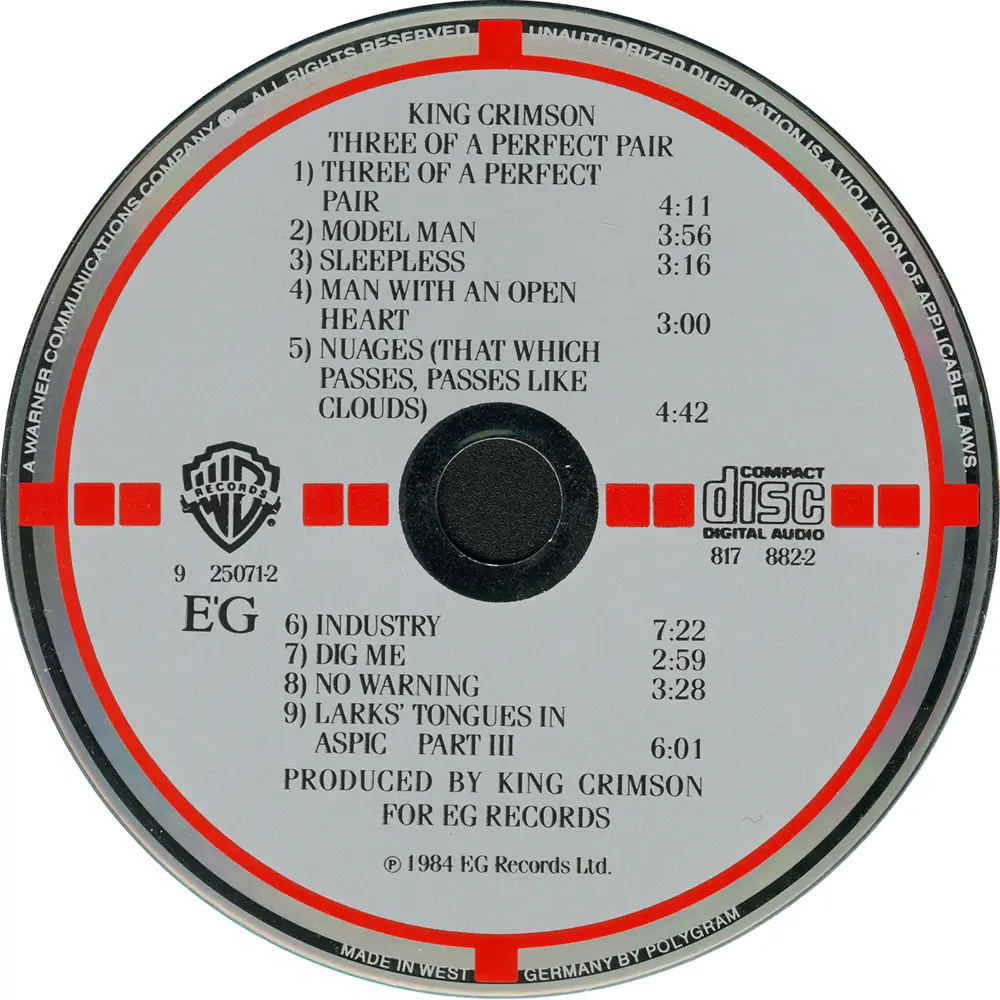 A WARNER COMMUNICATIONS COMPANY ℗. ALL RIGHTS RESERVED
UNAUTHORIZED DUPLICATION IS A VIOLATION OF APPLICABLE LAWS.
KING CRIMSON
THREE OF A PERFECT PAIR
1) THREE OF A PERFECT
PAIR 4:11
2) MODEL MAN 3:56
3) SLEEPLESS 3:16
4) MAN WITH AN OPEN
HEART 3:00
5) NUAGES (THAT WHICH
PASSES, PASSES LIKE
CLOUDS) 4:42
WB RECORDS ®
COMPACT
disc
DIGITAL AUDIO
9 25071-2
817 882-2
E'G
6) INDUSTRY 7:22
7) DIG ME 2:59
8) NO WARNING 3:28
9) LARKS' TONGUES IN
ASPIC PART III 6:01
PRODUCED BY KING CRIMSON
FOR EG RECORDS
℗ 1984 EG Records Ltd.
MADE IN WEST GERMANY BY POLYGRAM